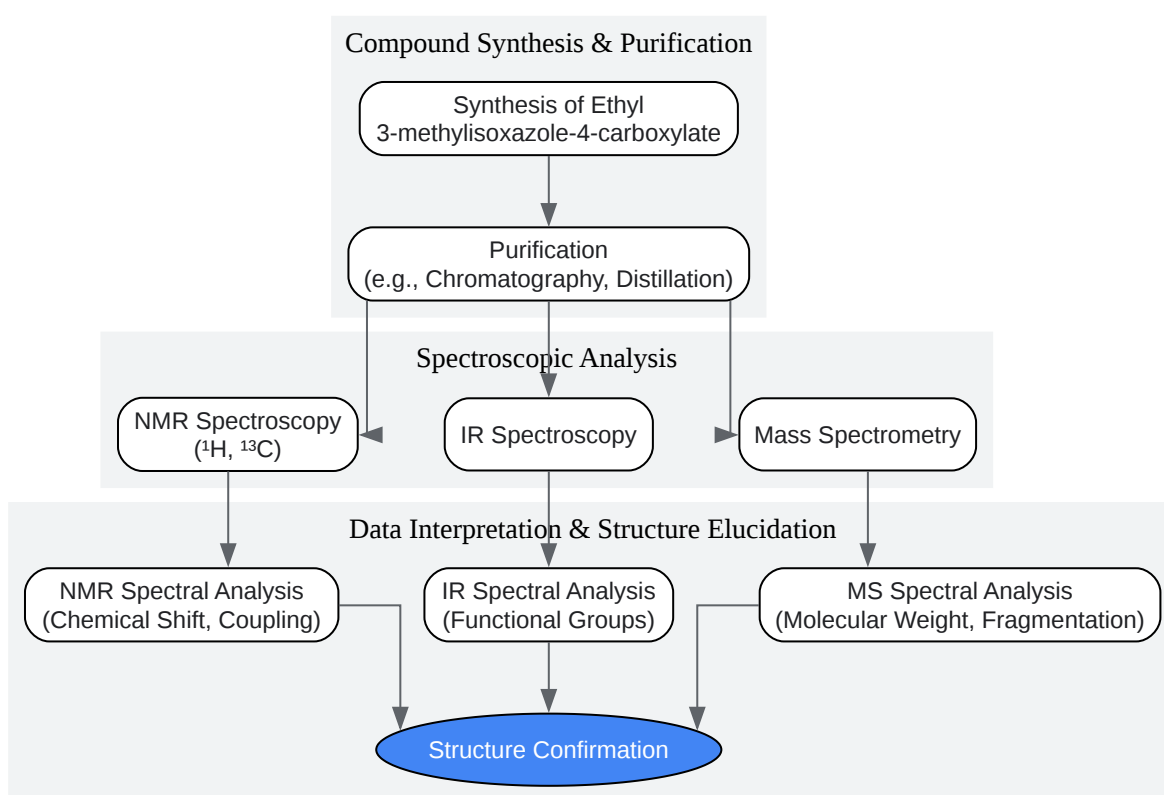 Compound Synthesis & Purification
Synthesis of Ethyl
3-methylisoxazole-4-carboxylate
Purification
(e.g., Chromatography, Distillation)
Spectroscopic Analysis
NMR Spectroscopy
(¹H, ¹³C)
IR Spectroscopy
Mass Spectrometry
Data Interpretation & Structure Elucidation
NMR Spectral Analysis
(Chemical Shift, Coupling)
IR Spectral Analysis
(Functional Groups)
MS Spectral Analysis
(Molecular Weight, Fragmentation)
Structure Confirmation